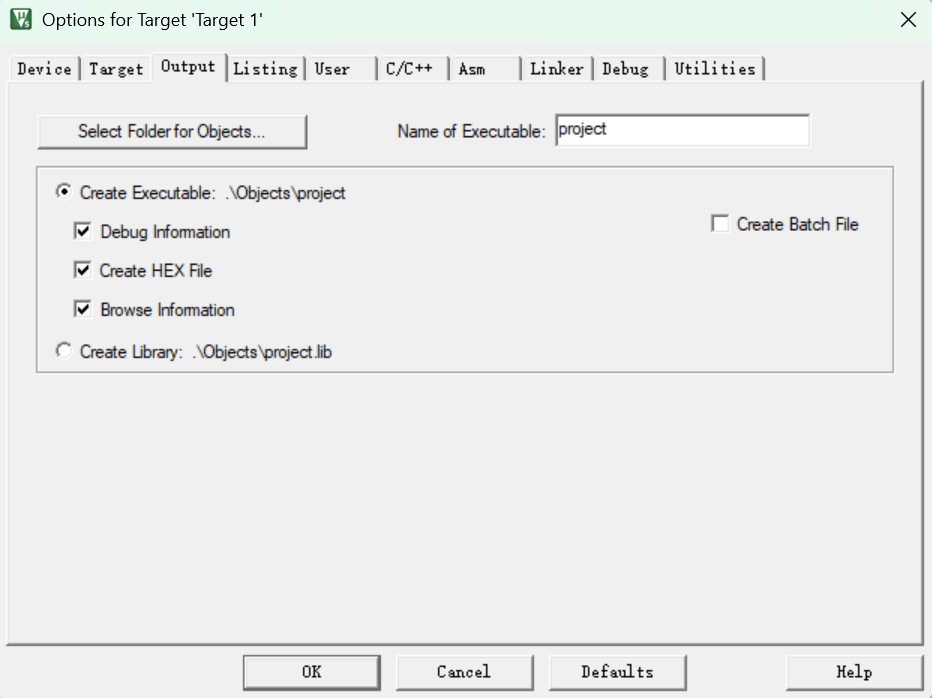 Options for Target 'Target 1'
Device Target Output Listing User C/C++ Asm Linker Debug Utilities
Select Folder for Objects... Name of Executable: project
Create Executable: .\Objects\project
Debug Information
Create Batch File
Create HEX File
Browse Information
Create Library: .\Objects\project.lib
OK Cancel Defaults Help